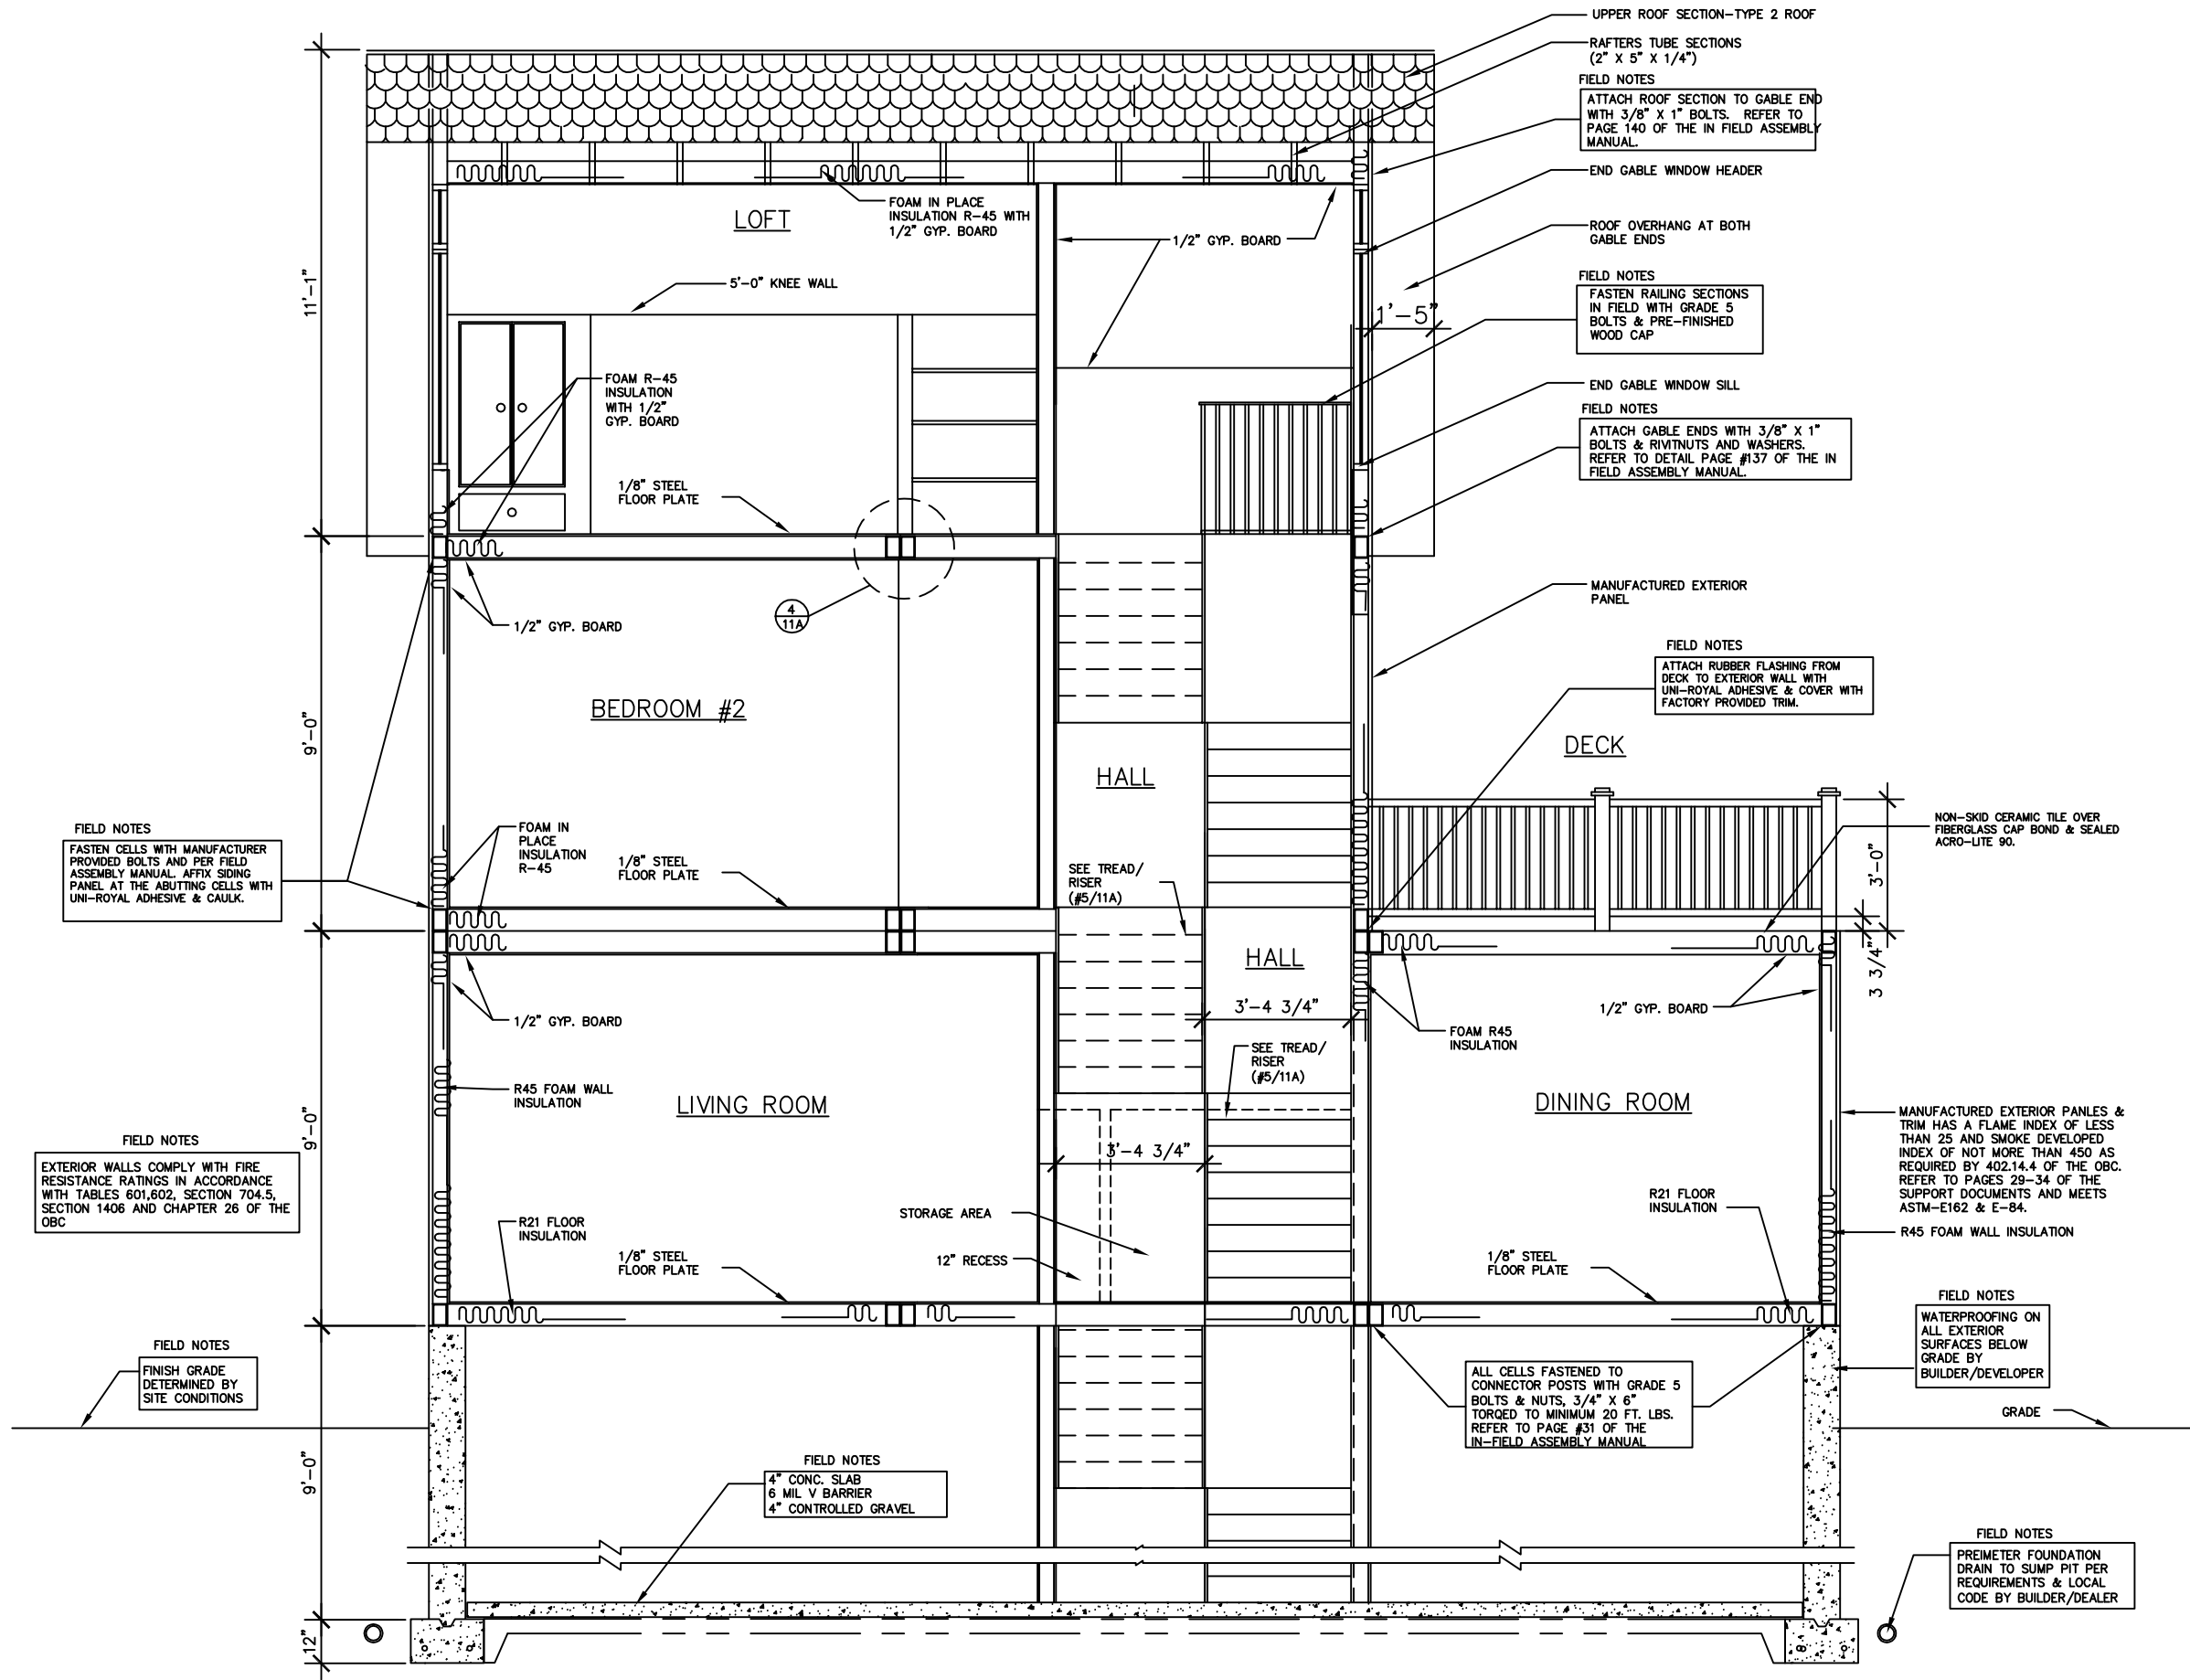 UPPER ROOF SECTION-TYPE 2 ROOF
RAFTERS TUBE SECTIONS
(2" X 5" X 1/4")
FIELD NOTES
ATTACH ROOF SECTION TO GABLE END
WITH 3/8" X 1" BOLTS. REFER TO
PAGE 140 OF THE IN FIELD ASSEMBLY
MANUAL.
END GABLE WINDOW HEADER
ROOF OVERHANG AT BOTH
GABLE ENDS
FIELD NOTES
FASTEN RAILING SECTIONS
IN FIELD WITH GRADE 5
BOLTS & PRE-FINISHED
WOOD CAP
1'-5"
END GABLE WINDOW SILL
FIELD NOTES
ATTACH GABLE ENDS WITH 3/8" X 1"
BOLTS & RIVITNUTS AND WASHERS.
REFER TO DETAIL PAGE #137 OF THE IN
FIELD ASSEMBLY MANUAL.
LOFT
FOAM IN PLACE
INSULATION R-45 WITH
1/2" GYP. BOARD
1/2" GYP. BOARD
5'-0" KNEE WALL
11'-1"
FOAM R-45
INSULATION
WITH 1/2"
GYP. BOARD
1/8" STEEL
FLOOR PLATE
MANUFACTURED EXTERIOR
PANEL
4
11A
1/2" GYP. BOARD
BEDROOM #2
9'-0"
HALL
FIELD NOTES
ATTACH RUBBER FLASHING FROM
DECK TO EXTERIOR WALL WITH
UNI-ROYAL ADHESIVE & COVER WITH
FACTORY PROVIDED TRIM.
DECK
FIELD NOTES
FASTEN CELLS WITH MANUFACTURER
PROVIDED BOLTS AND PER FIELD
ASSEMBLY MANUAL. AFFIX SIDING
PANEL AT THE ABUTTING CELLS WITH
UNI-ROYAL ADHESIVE & CAULK.
FOAM IN
PLACE
INSULATION
R-45
1/8" STEEL
FLOOR PLATE
SEE TREAD/
RISER
(#5/11A)
NON-SKID CERAMIC TILE OVER
FIBERGLASS CAP BOND & SEALED
ACRO-LITE 90.
3'-0"
3 3/4"
HALL
3'-4 3/4"
1/2" GYP. BOARD
1/2" GYP. BOARD
FOAM R45
INSULATION
SEE TREAD/
RISER
(#5/11A)
R45 FOAM WALL
INSULATION
LIVING ROOM
DINING ROOM
9'-0"
3'-4 3/4"
MANUFACTURED EXTERIOR PANLES &
TRIM HAS A FLAME INDEX OF LESS
THAN 25 AND SMOKE DEVELOPED
INDEX OF NOT MORE THAN 450 AS
REQUIRED BY 402.14.4 OF THE OBC.
REFER TO PAGES 29-34 OF THE
SUPPORT DOCUMENTS AND MEETS
ASTM-E162 & E-84.
FIELD NOTES
EXTERIOR WALLS COMPLY WITH FIRE
RESISTANCE RATINGS IN ACCORDANCE
WITH TABLES 601,602, SECTION 704.5,
SECTION 1406 AND CHAPTER 26 OF THE
OBC
R21 FLOOR
INSULATION
STORAGE AREA
12" RECESS
R21 FLOOR
INSULATION
R45 FOAM WALL INSULATION
1/8" STEEL
FLOOR PLATE
1/8" STEEL
FLOOR PLATE
FIELD NOTES
WATERPROOFING ON
ALL EXTERIOR
SURFACES BELOW
GRADE BY
BUILDER/DEVELOPER
FIELD NOTES
FINISH GRADE
DETERMINED BY
SITE CONDITIONS
ALL CELLS FASTENED TO
CONNECTOR POSTS WITH GRADE 5
BOLTS & NUTS, 3/4" X 6"
TORQED TO MINIMUM 20 FT. LBS.
REFER TO PAGE #31 OF THE
IN-FIELD ASSEMBLY MANUAL
GRADE
9'-0"
FIELD NOTES
4" CONC. SLAB
6 MIL V BARRIER
4" CONTROLLED GRAVEL
FIELD NOTES
PREIMETER FOUNDATION
DRAIN TO SUMP PIT PER
REQUIREMENTS & LOCAL
CODE BY BUILDER/DEALER
12"